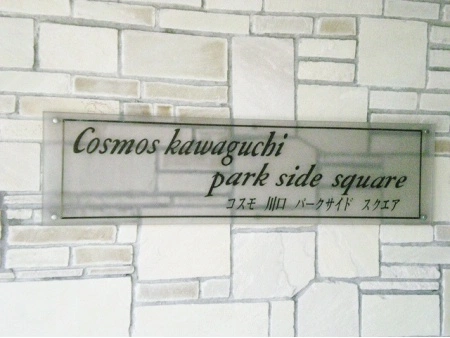 Cosmos kawaguchi
park side square
コスモ 川口 パークサイド スクエア